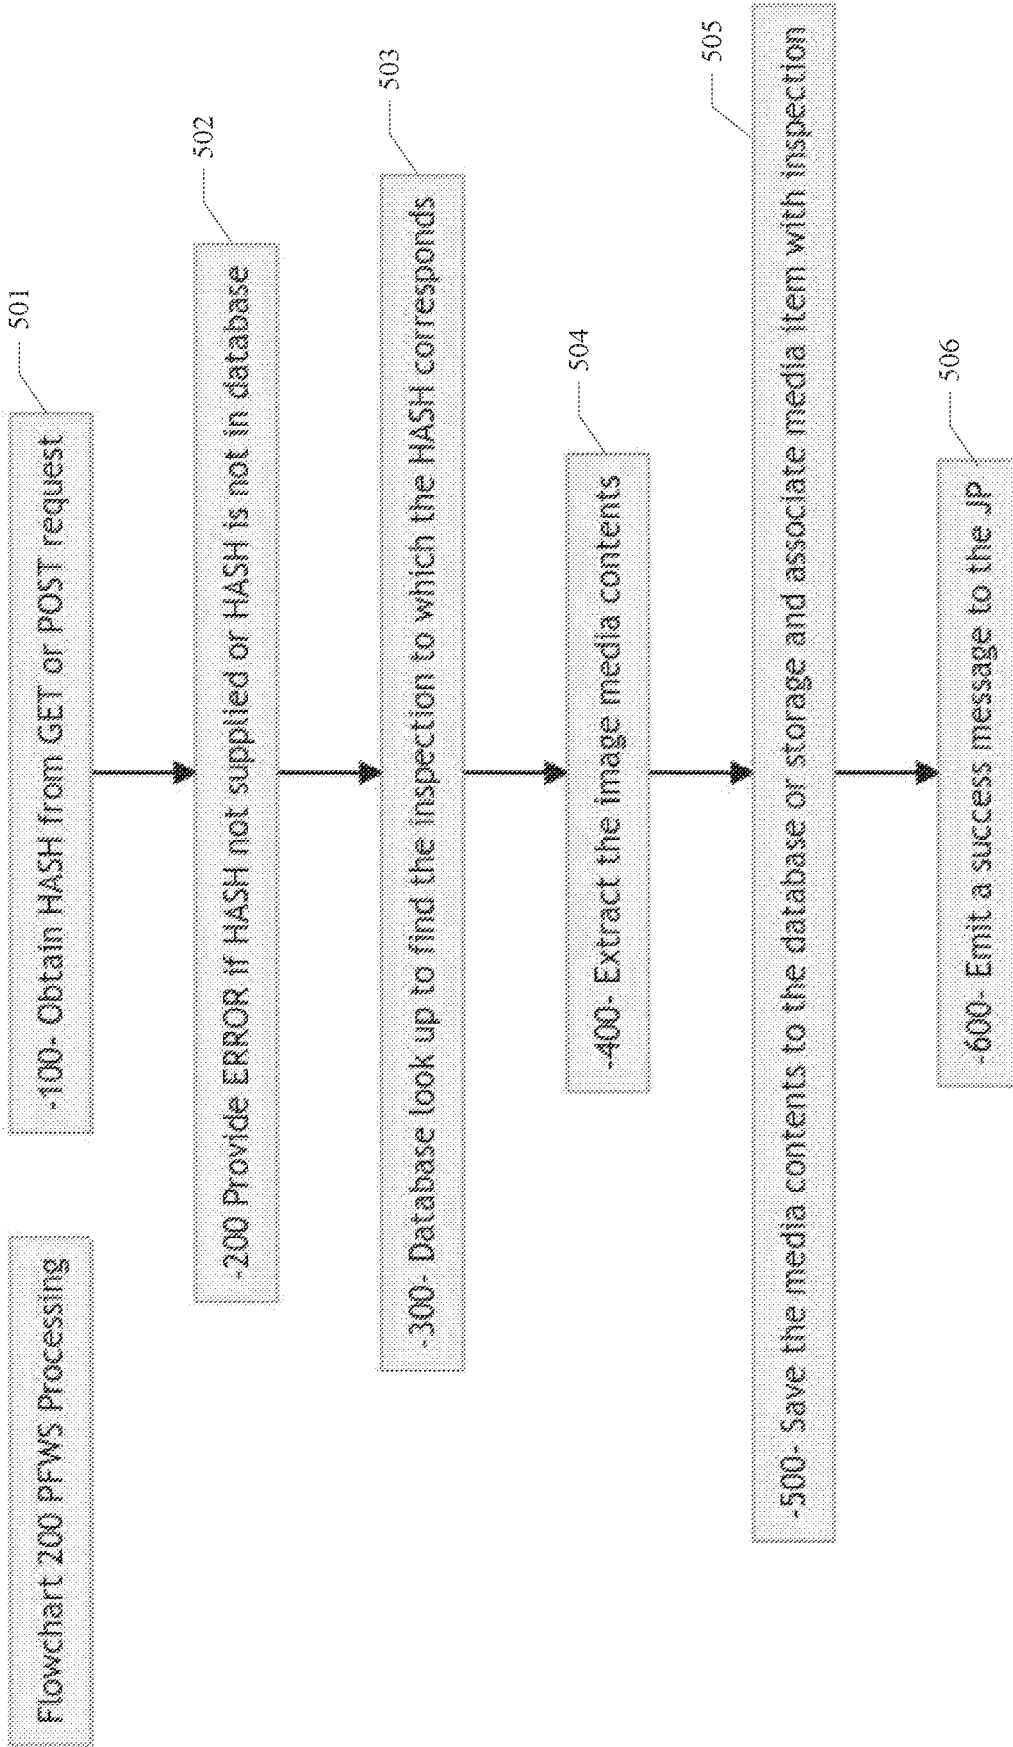 Flowchart 200 PFWS Processing
-100- Obtain HASH from GET or POST request
501
-200 Provide ERROR if HASH not supplied or HASH is not in database
502
-300- Database look up to find the inspection to which the HASH corresponds
503
-400- Extract the image media contents
504
-500- Save the media contents to the database or storage and associate media item with inspection
505
-600- Emit a success message to the JP
506